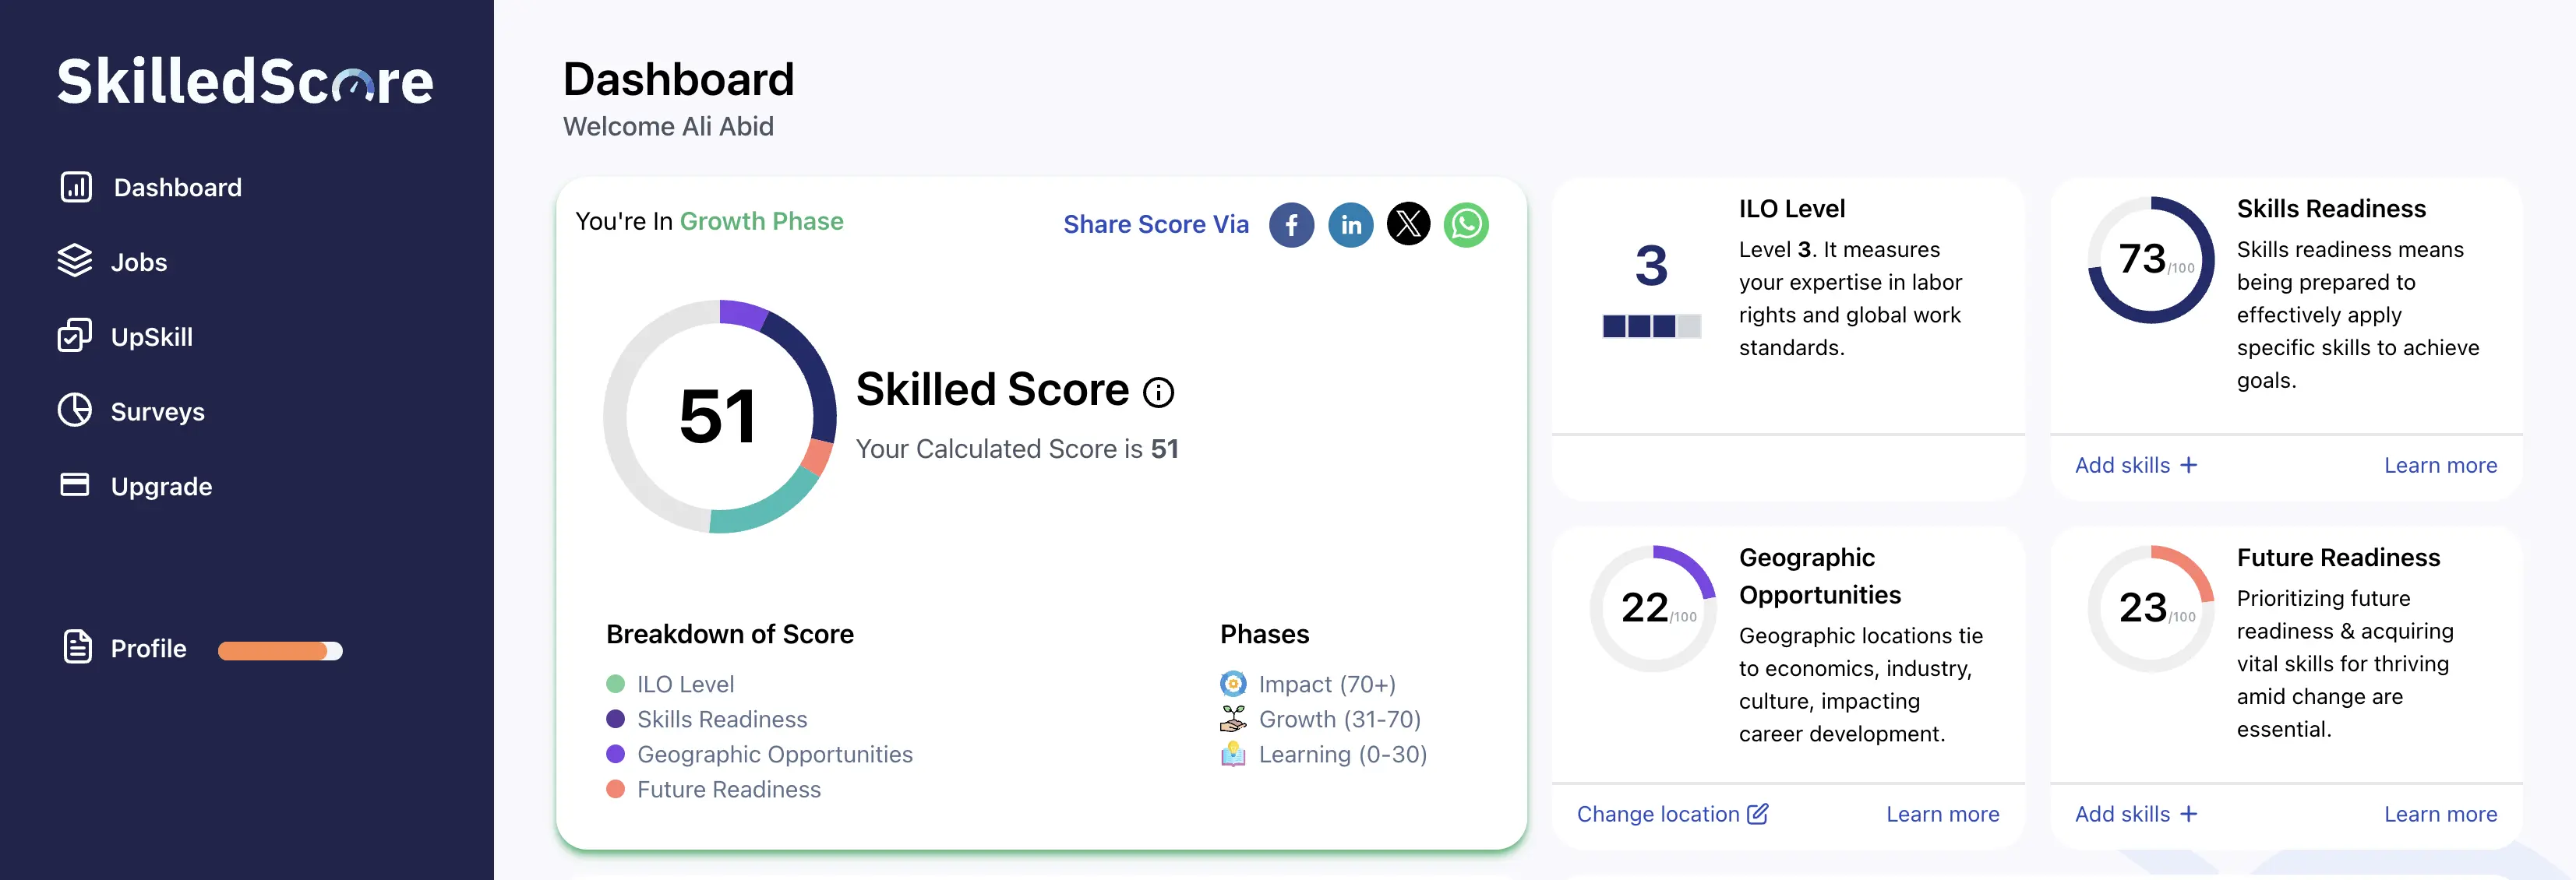 SkilledScore
Dashboard
Jobs
UpSkill
Surveys
Upgrade
Profile
Dashboard
Welcome Ali Abid
You're In Growth Phase
Share Score Via
51
Skilled Score
Your Calculated Score is 51
Breakdown of Score
ILO Level
Skills Readiness
Geographic Opportunities
Future Readiness
Phases
Impact (70+)
Growth (31-70)
Learning (0-30)
3
ILO Level
Level 3. It measures
your expertise in labor
rights and global work
standards.
73/100
Skills Readiness
Skills readiness means
being prepared to
effectively apply
specific skills to achieve
goals.
Add skills +
Learn more
22/100
Geographic
Opportunities
Geographic locations tie
to economics, industry,
culture, impacting
career development.
Change location
Learn more
23/100
Future Readiness
Prioritizing future
readiness & acquiring
vital skills for thriving
amid change are
essential.
Add skills +
Learn more